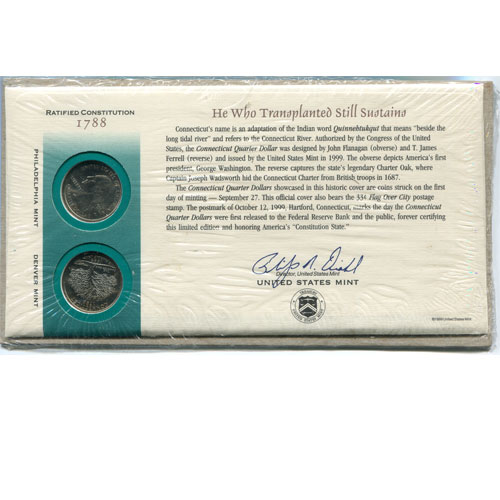 RATIFIED CONSTITUTION
1788
PHILADELPHIA MINT
DENVER MINT
He Who Transplanted Still Sustains
Connecticut's name is an adaptation of the Indian word Quinnehtukqut that means "beside the
long tidal river" and refers to the Connecticut River. Authorized by the Congress of the United
States, the Connecticut Quarter Dollar was designed by John Flanagan (obverse) and T. James
Ferrell (reverse) and issued by the United States Mint in 1999. The obverse depicts America's first
president, George Washington. The reverse captures the state's legendary Charter Oak, where
Captain Joseph Wadsworth hid the Connecticut Charter from British troops in 1687.
The Connecticut Quarter Dollars showcased in this historic cover are coins struck on the first
day of minting — September 27. This official cover also bears the 33¢ Flag Over City postage
stamp. The postmark of October 12, 1999, Hartford, Connecticut, marks the day the Connecticut
Quarter Dollars were first released to the Federal Reserve Bank and the public, forever certifying
this limited edition and honoring America's "Constitution State."
Director, United States Mint
UNITED STATES MINT
©1999 United States Mint